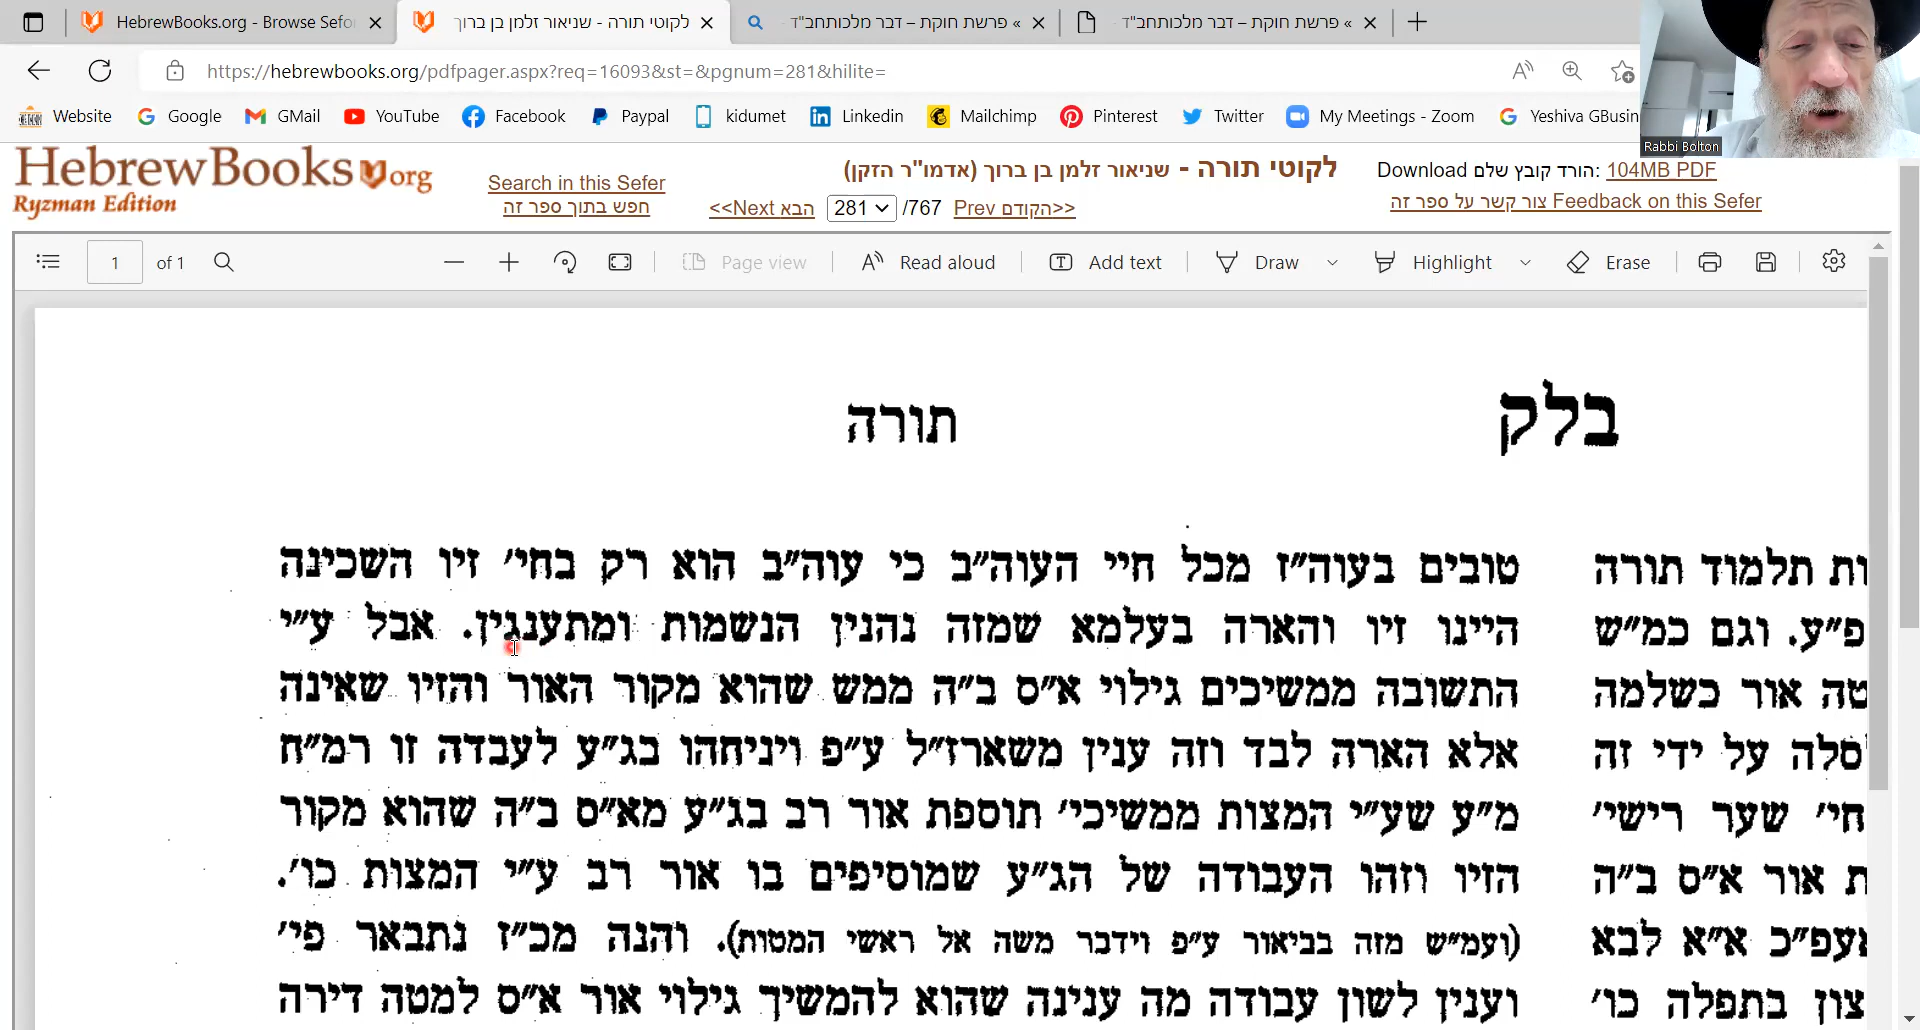 HebrewBooks.org - Browse Sefo
לקוטי תורה - שניאור זלמן בן ברוך
» פרשת חוקת – דבר מלכותחב"ד
» פרשת חוקת – דבר מלכותחב"ד
https://hebrewbooks.org/pdfpager.aspx?req=16093&st=&pgnum=281&hilite=
Website Google GMail YouTube Facebook Paypal kidumet Linkedin Mailchimp Pinterest Twitter My Meetings - Zoom Yeshiva GBusin
Rabbi Bolton
HebrewBooks.org
Ryzman Edition
Search in this Sefer
חפש בתוך ספר זה
לקוטי תורה - שניאור זלמן בן ברוך (אדמו"ר הזקן)
<<Next הבא 281 /767 Prev הקודם>>
Download הורד קובץ שלם: 104MB PDF
צור קשר על ספר זה Feedback on this Sefer
1 of 1 Page view Read aloud Add text Draw Highlight Erase
בלק
תורה
ות תלמוד תורה
פ״ע. וגם כמ״ש
טה אור כשלמה
סלה על ידי זה
חי׳ שער רישי׳
ת אור א״ס ב״ה
אעפ״כ א״א לבא
צון בתפלה כו׳
טובים בעוה״ז מכל חיי העוה״ב כי עוה״ב הוא רק בחי׳ זיו השכינה
היינו זיו והארה בעלמא שמזה נהנין הנשמות ומתענגין. אבל ע״י
התשובה ממשיכים גילוי א״ס ב״ה ממש שהוא מקור האור והזיו שאינה
אלא הארה לבד וזה ענין משארז״ל ע״פ ויניחהו בג״ע לעבדה זו רמ״ח
מ״ע שע״י המצות ממשיכי׳ תוספת אור רב בג״ע מא״ס ב״ה שהוא מקור
הזיו וזהו העבודה של הג״ע שמוסיפים בו אור רב ע״י המצות כו׳.
(ועמ״ש מזה בביאור ע״פ וידבר משה אל ראשי המטות). והנה מכ״ז נתבאר פי׳
וענין לשון עבודה מה ענינה שהוא להמשיך גילוי אור א״ס למטה דירה